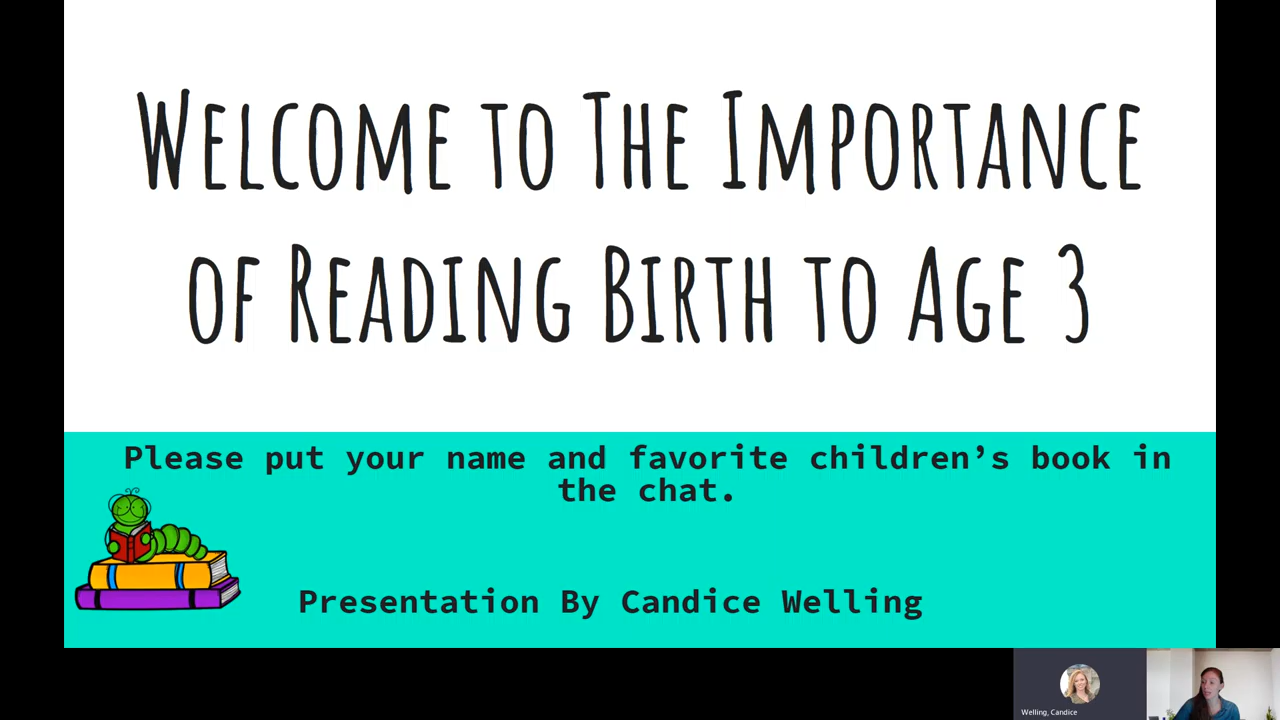 Welcome to The Importance
of Reading Birth to Age 3
Please put your name and favorite children’s book in
the chat.
Presentation By Candice Welling
Welling, Candice